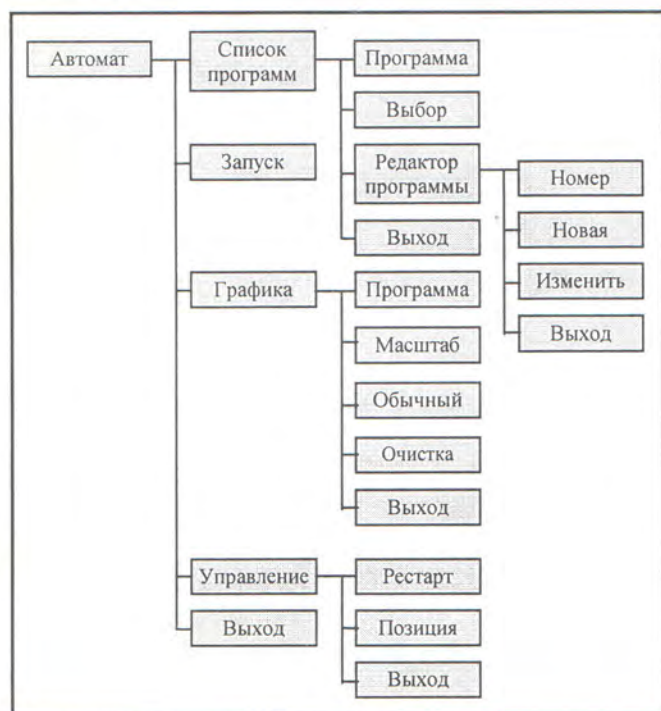 Автомат
Список
программ
Программа
Выбор
Запуск
Редактор
программы
Номер
Новая
Выход
Графика
Программа
Изменить
Масштаб
Выход
Обычный
Очистка
Выход
Управление
Рестарт
Выход
Позиция
Выход